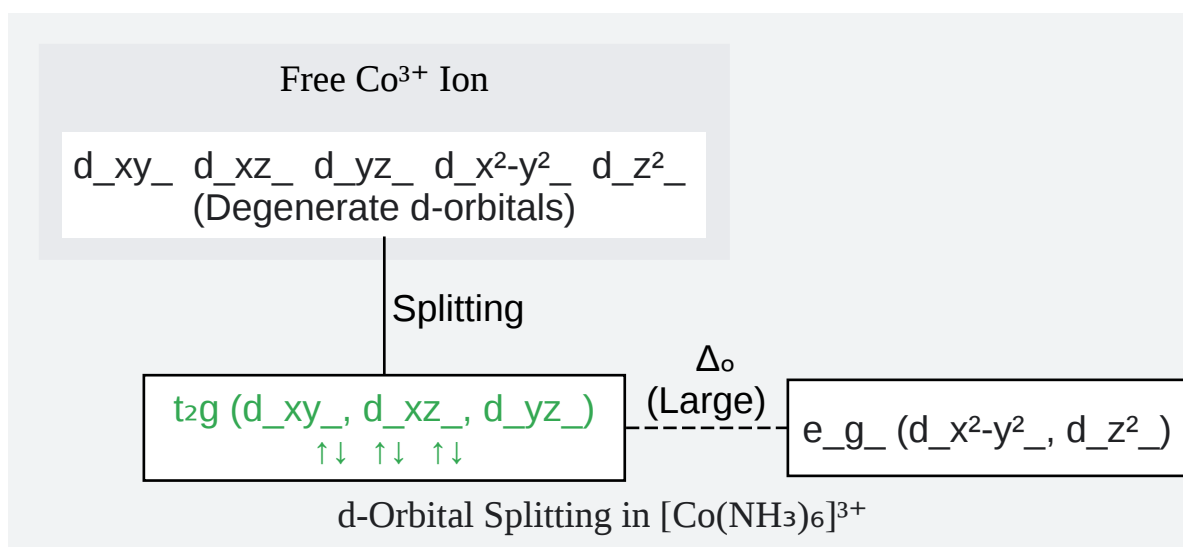 Free Co³⁺ Ion
d_xy_ d_xz_ d_yz_ d_x²-y²_ d_z²_
(Degenerate d-orbitals)
Splitting
Δₒ
(Large)
t₂g (d_xy_, d_xz_, d_yz_)
↑↓ ↑↓ ↑↓
e_g_ (d_x²-y²_, d_z²_)
d-Orbital Splitting in [Co(NH₃)₆]³⁺